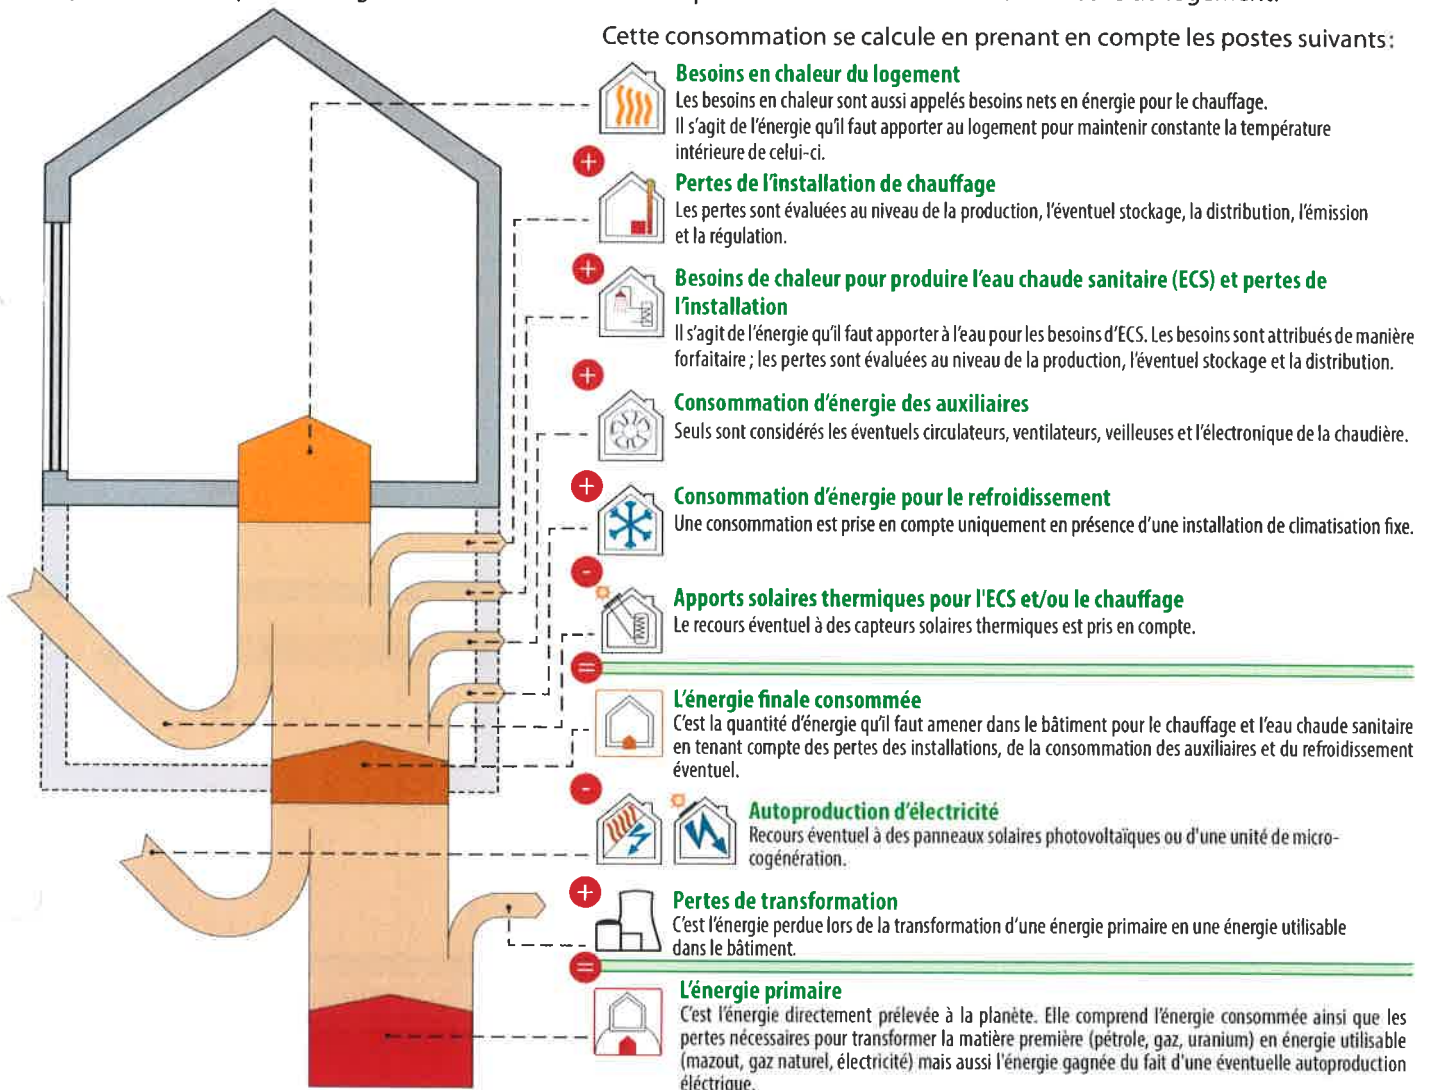 Cette consommation se calcule en prenant en compte les postes suivants :
Besoins en chaleur du logement
Les besoins en chaleur sont aussi appelés besoins nets en énergie pour le chauffage.
Il s'agit de l'énergie qu'il faut apporter au logement pour maintenir constante la température
intérieure de celui-ci.
+
Pertes de l'installation de chauffage
Les pertes sont évaluées au niveau de la production, l'éventuel stockage, la distribution, l'émission
et la régulation.
+
Besoins de chaleur pour produire l'eau chaude sanitaire (ECS) et pertes de
l'installation
Il s'agit de l'énergie qu'il faut apporter à l'eau pour les besoins d'ECS. Les besoins sont attribués de manière
forfaitaire ; les pertes sont évaluées au niveau de la production, l'éventuel stockage et la distribution.
+
Consommation d'énergie des auxiliaires
Seuls sont considérés les éventuels circulateurs, ventilateurs, veilleuses et l'électronique de la chaudière.
+
Consommation d'énergie pour le refroidissement
Une consommation est prise en compte uniquement en présence d'une installation de climatisation fixe.
-
Apports solaires thermiques pour l'ECS et/ou le chauffage
Le recours éventuel à des capteurs solaires thermiques est pris en compte.
=
L'énergie finale consommée
C'est la quantité d'énergie qu'il faut amener dans le bâtiment pour le chauffage et l'eau chaude sanitaire
en tenant compte des pertes des installations, de la consommation des auxiliaires et du refroidissement
éventuel.
-
Autoproduction d'électricité
Recours éventuel à des panneaux solaires photovoltaïques ou d'une unité de micro-
cogénération.
+
Pertes de transformation
C'est l'énergie perdue lors de la transformation d'une énergie primaire en une énergie utilisable
dans le bâtiment.
=
L'énergie primaire
C'est l'énergie directement prélevée à la planète. Elle comprend l'énergie consommée ainsi que les
pertes nécessaires pour transformer la matière première (pétrole, gaz, uranium) en énergie utilisable
(mazout, gaz naturel, électricité) mais aussi l'énergie gagnée du fait d'une éventuelle autoproduction
éléctrique.